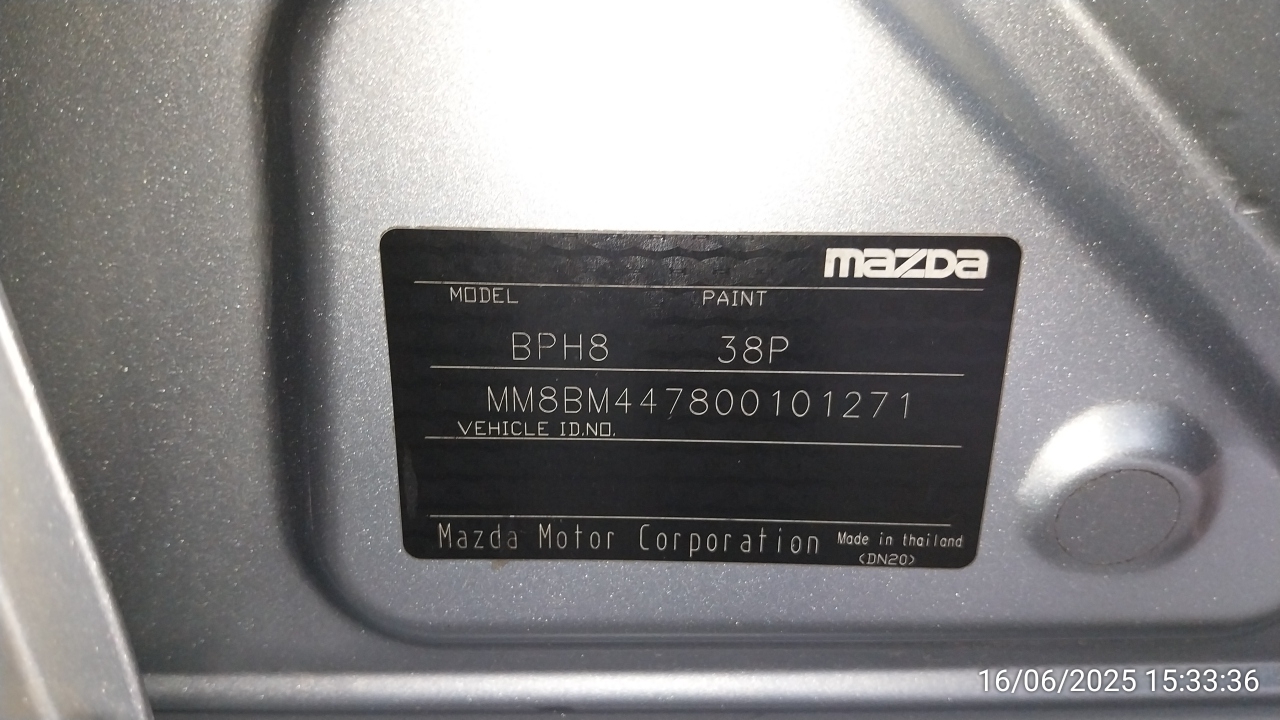 mazda
MODEL PAINT
BPH8 38P
MM8BM447800101271
VEHICLE ID.NO.
Mazda Motor Corporation Made in thailand
(DN20)
16/06/2025 15:33:36